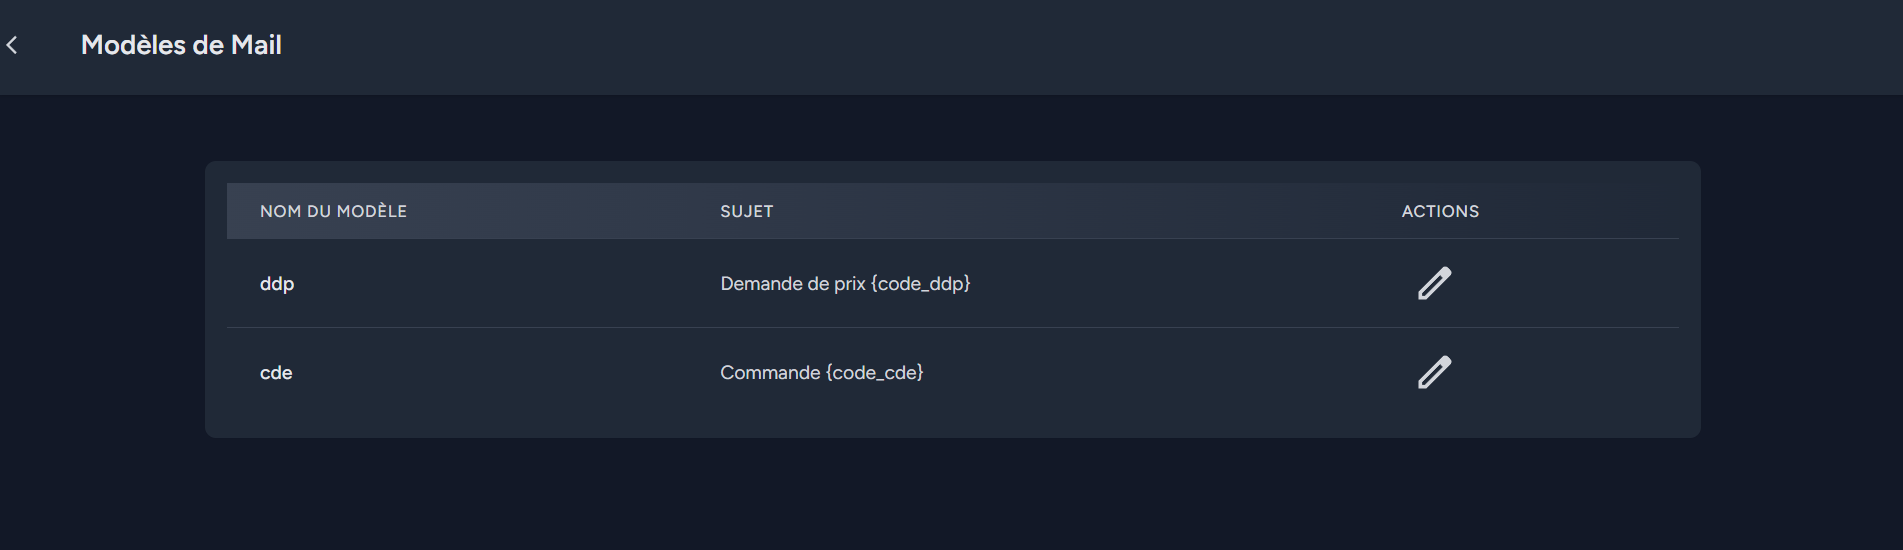 Modèles de Mail
NOM DU MODÈLE SUJET ACTIONS
ddp Demande de prix {code_ddp}
cde Commande {code_cde}